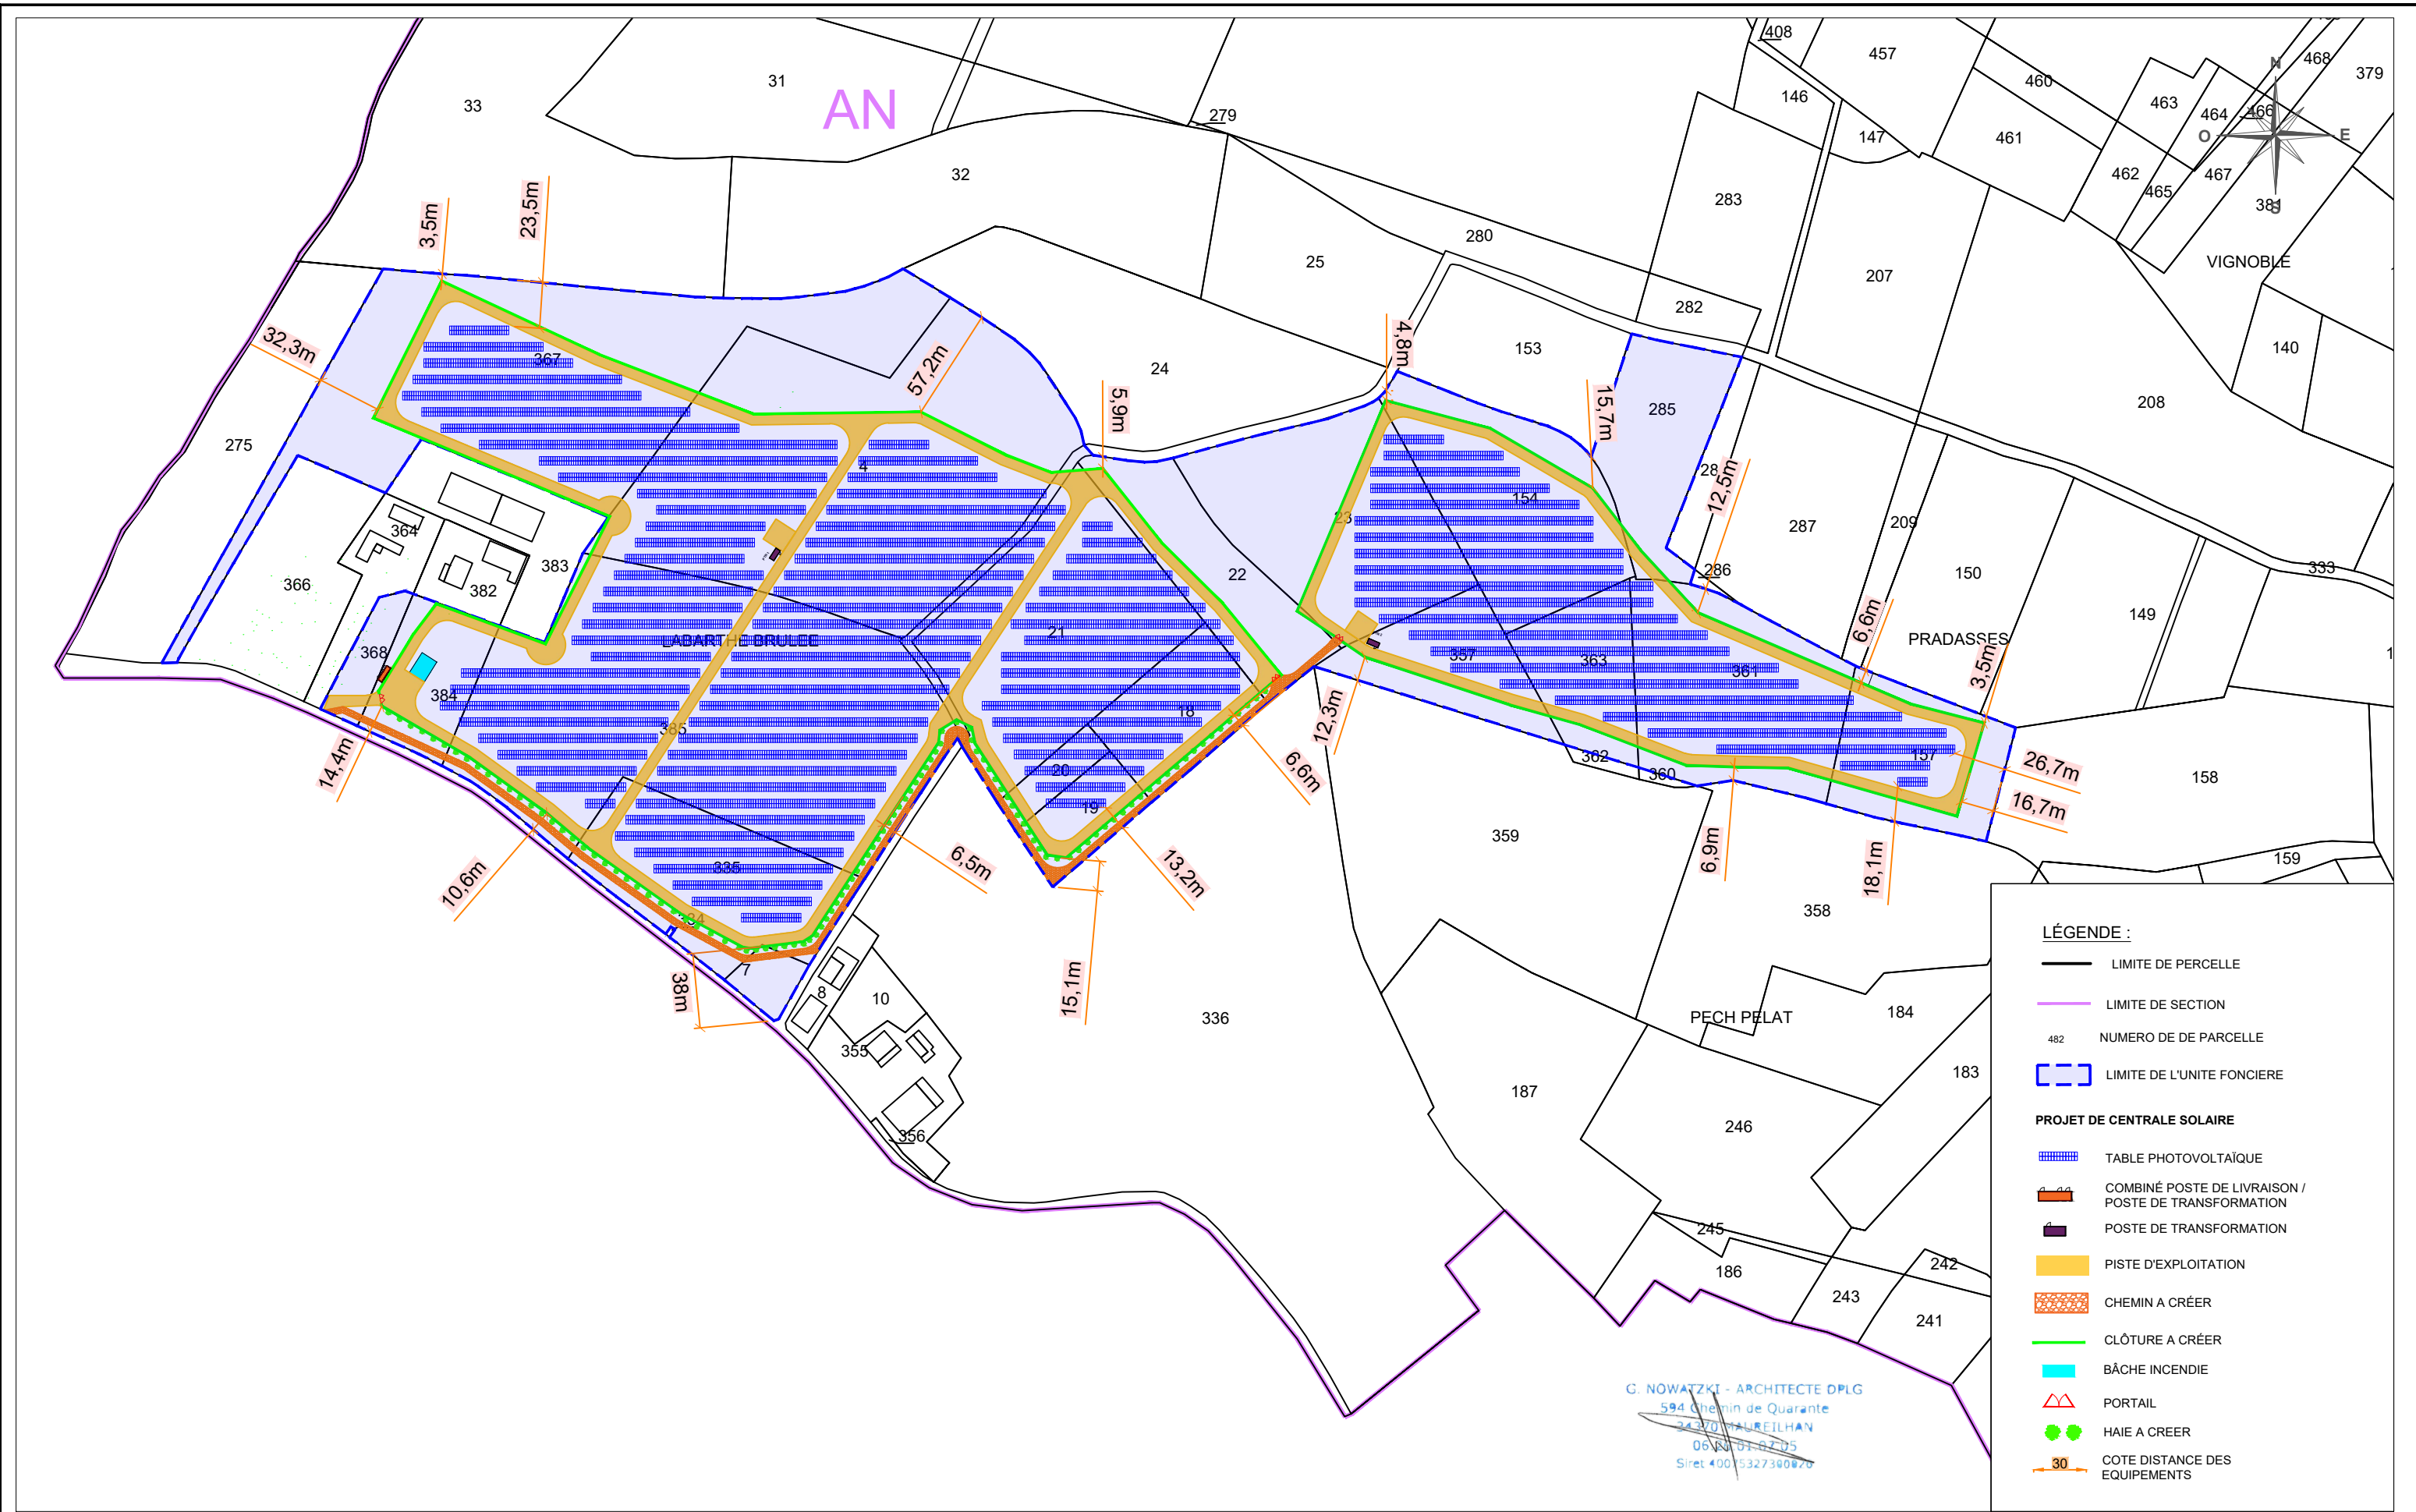 408
457
468
379
31
33
AN
279
146
147
460
463
464
466
N
O
E
S
461
462
465
467
381
32
283
280
207
VIGNOBLE
3,5m
23,5m
25
282
32,3m
367
57,2m
24
4,8m
153
140
5,9m
15,7m
285
208
275
4
154
12,5m
287
209
364
383
23
22
286
150
333
366
382
149
21
6,6m
PRADASSES
LABARTHE BRULEE
368
357
363
361
3,5m
384
18
385
12,3m
14,4m
6,6m
362
360
157
26,7m
158
20
19
16,7m
10,6m
335
6,5m
13,2m
359
6,9m
18,1m
159
334
358
7
38m
8
10
15,1m
336
PECH PELAT
184
355
183
187
356
246
245
186
242
243
241
LÉGENDE :
LIMITE DE PERCELLE
LIMITE DE SECTION
482 NUMERO DE DE PARCELLE
LIMITE DE L'UNITE FONCIERE
PROJET DE CENTRALE SOLAIRE
TABLE PHOTOVOLTAÏQUE
COMBINÉ POSTE DE LIVRAISON /
POSTE DE TRANSFORMATION
POSTE DE TRANSFORMATION
PISTE D'EXPLOITATION
CHEMIN A CRÉER
CLÔTURE A CRÉER
BÂCHE INCENDIE
PORTAIL
HAIE A CREER
30 COTE DISTANCE DES
EQUIPEMENTS
G. NOWATZKI - ARCHITECTE DPLG
594 Chemin de Quarante
34370 MAUREILHAN
Siret